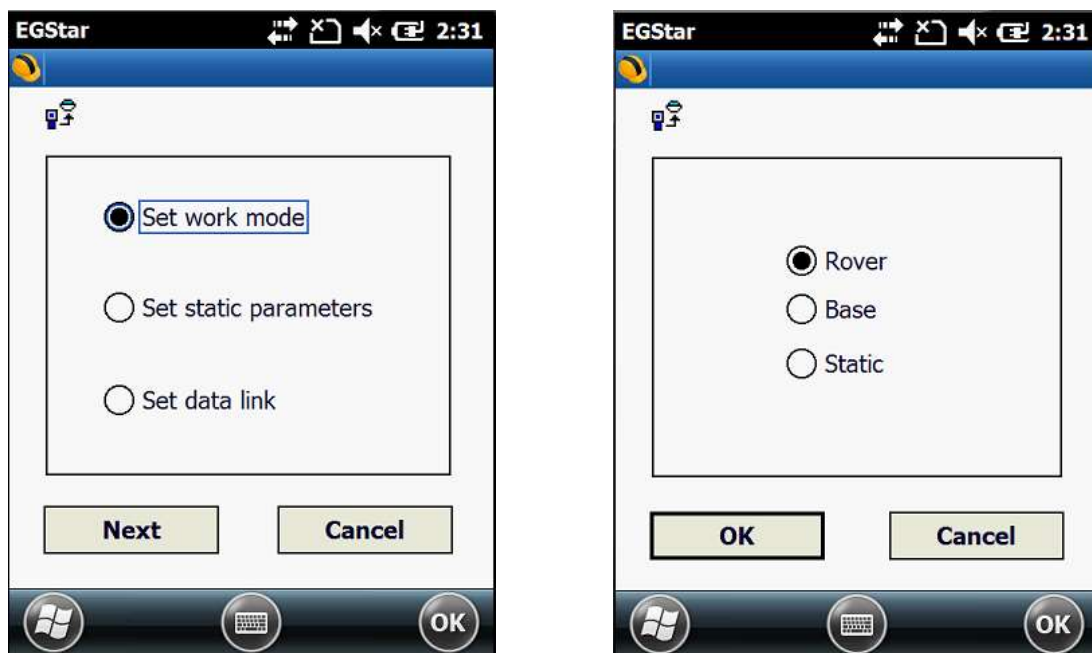 EGStar 2:31
Set work mode
Set static parameters
Set data link
Next Cancel
OK
EGStar 2:31
Rover
Base
Static
OK Cancel
OK